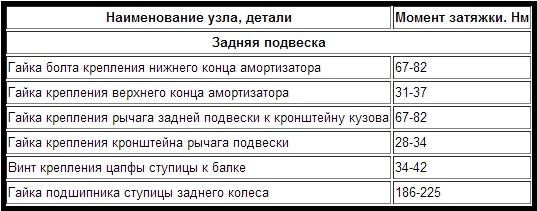 Наименование узла, детали Момент затяжки. Нм
Задняя подвеска
Гайка болта крепления нижнего конца амортизатора 67-82
Гайка крепления верхнего конца амортизатора 31-37
Гайка крепления рычага задней подвески к кронштейну кузова 67-82
Гайка крепления кронштейна рычага подвески 28-34
Винт крепления цапфы ступицы к балке 34-42
Гайка подшипника ступицы заднего колеса 186-225